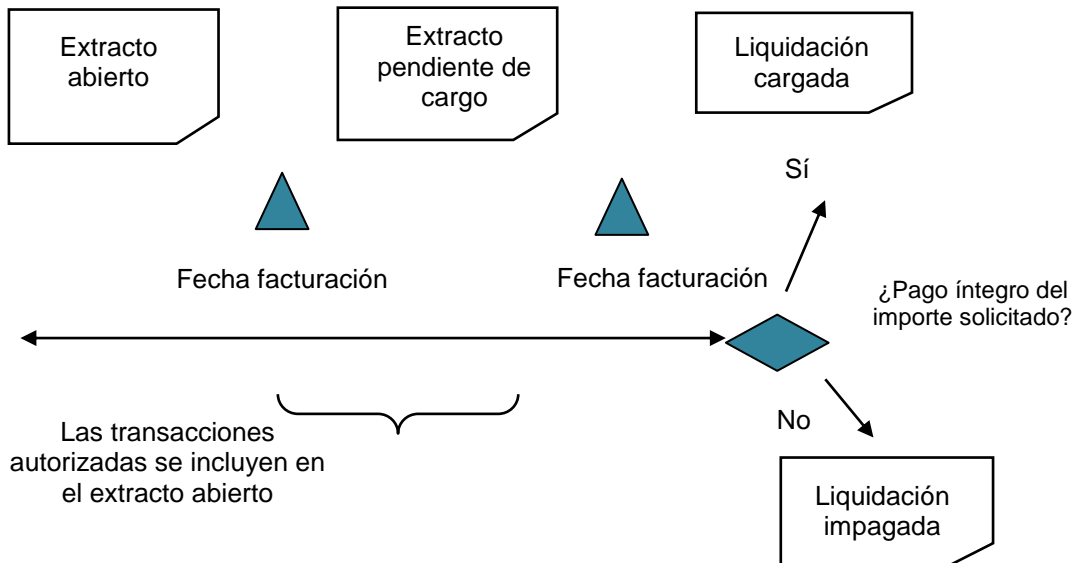 Extracto
abierto
Extracto
pendiente de
cargo
Liquidación
cargada
Sí
Fecha facturación
Fecha facturación
¿Pago íntegro del
importe solicitado?
No
Las transacciones
autorizadas se incluyen en
el extracto abierto
Liquidación
impagada